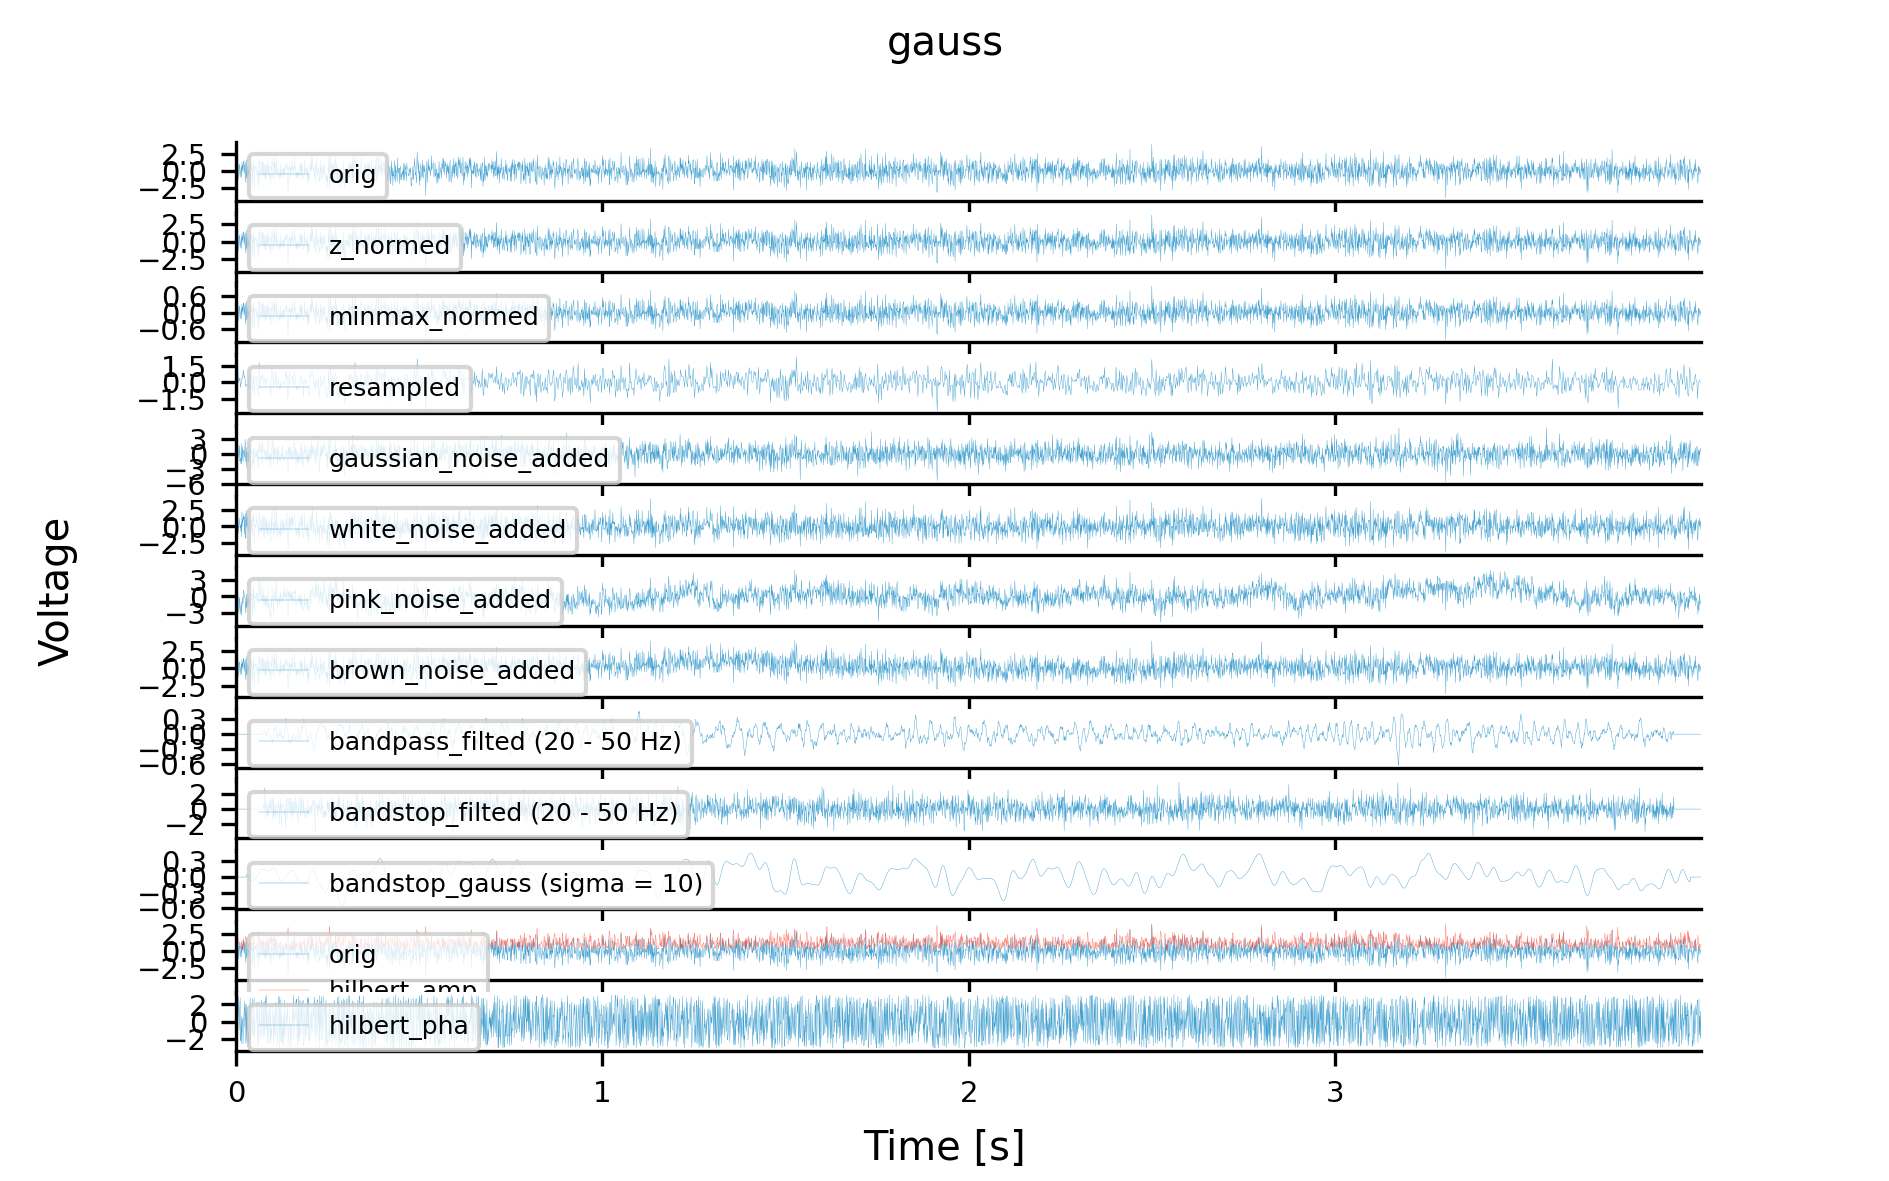 gauss
2.5
0.0
−2.5
orig
2.5
0.0
−2.5
z_normed
0.6
0.0
−0.6
minmax_normed
1.5
0.0
−1.5
resampled
3
0
−3
−6
gaussian_noise_added
2.5
0.0
−2.5
white_noise_added
3
0
−3
pink_noise_added
2.5
0.0
−2.5
brown_noise_added
0.3
0.0
−0.3
−0.6
bandpass_filted (20 - 50 Hz)
2
0
−2
bandstop_filted (20 - 50 Hz)
0.3
0.0
−0.3
−0.6
bandstop_gauss (sigma = 10)
2.5
0.0
−2.5
orig
hilbert_amp
2
0
−2
hilbert_pha
0 1 2 3
Time [s]
Voltage